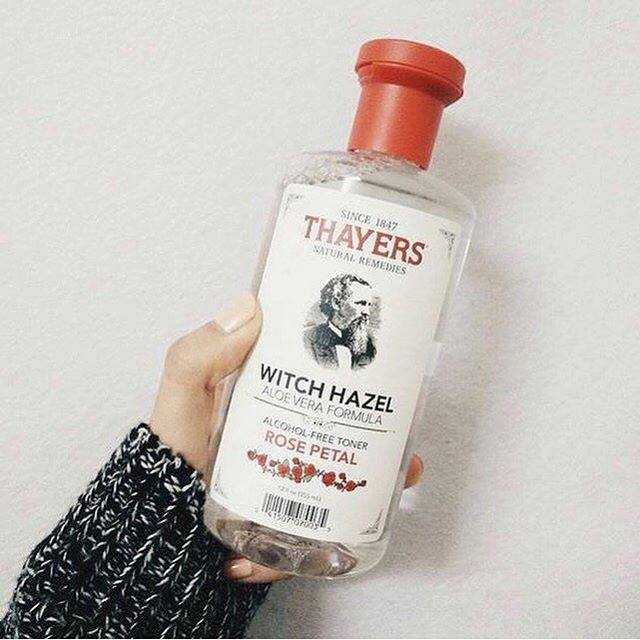 SINCE 1847
THAYERS
NATURAL REMEDIES
WITCH HAZEL
ALOE VERA FORMULA
ALCOHOL-FREE TONER
ROSE PETAL